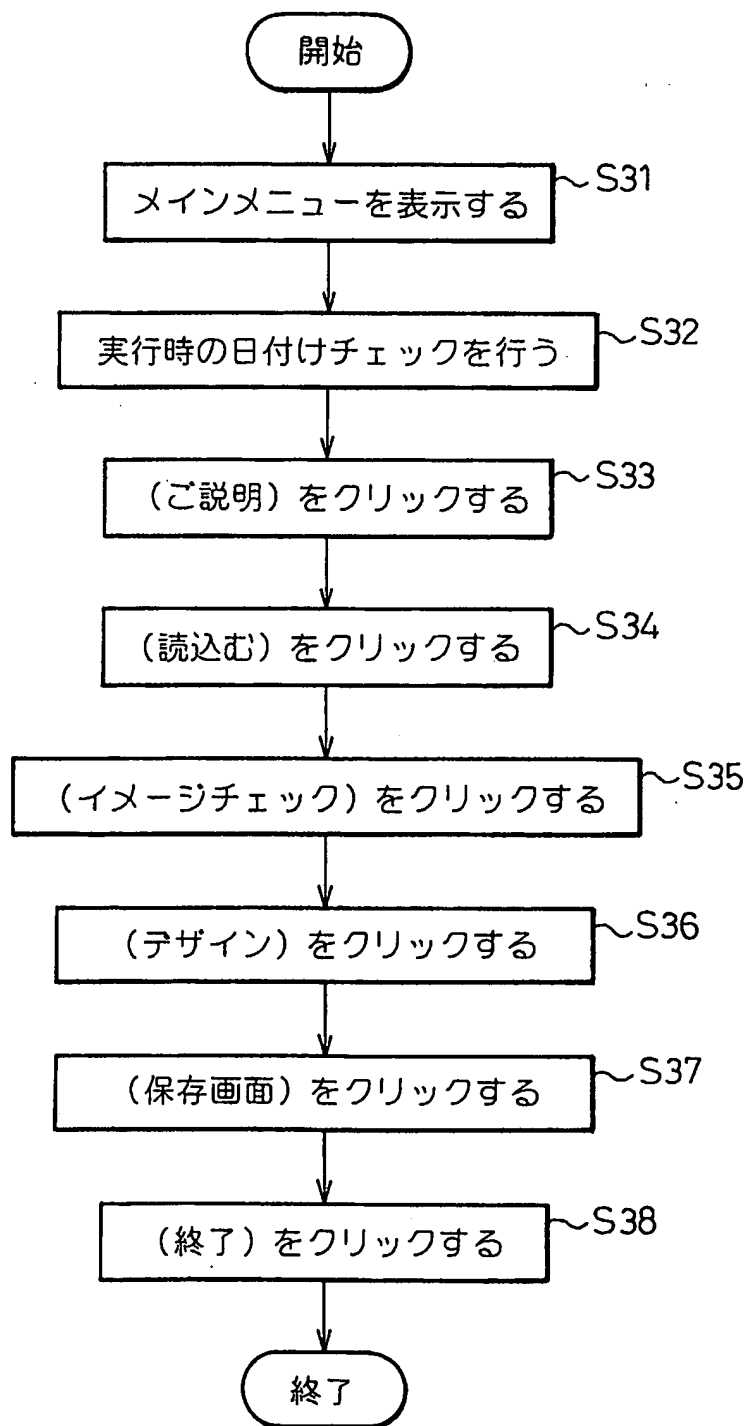 開始
メインメニューを表示する
S31
実行時の日付けチェックを行う
S32
(ご説明)をクリックする
S33
(読込む)をクリックする
S34
(イメージチェック)をクリックする
S35
(デザイン)をクリックする
S36
(保存画面)をクリックする
S37
(終了)をクリックする
S38
終了